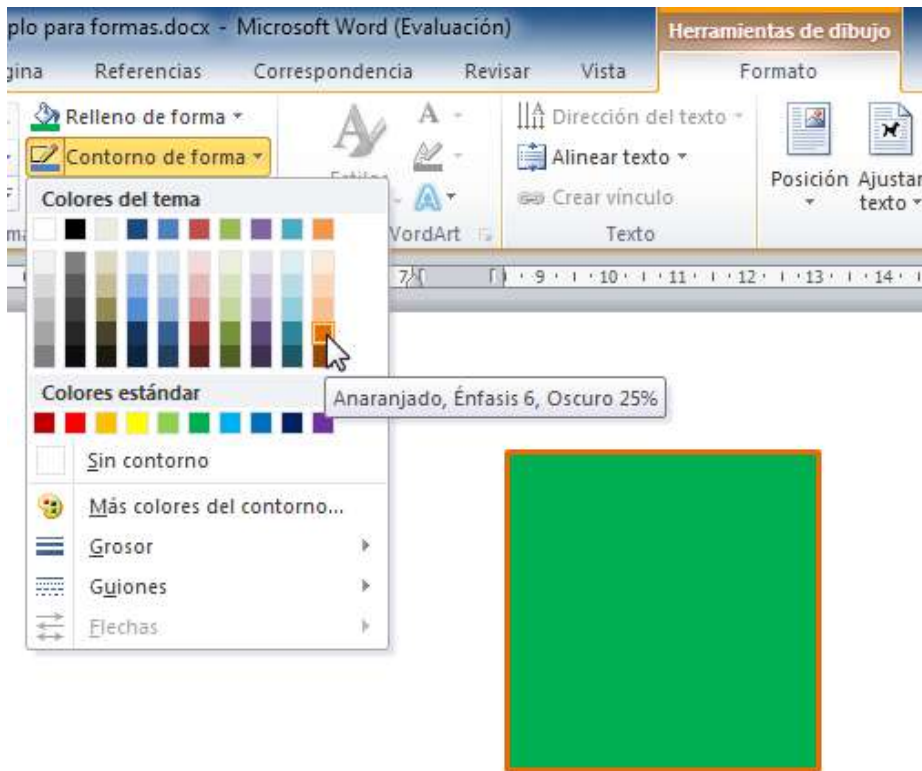 plo para formas.docx - Microsoft Word (Evaluación)
Herramientas de dibujo
Referencias Correspondencia Revisar Vista Formato
Relleno de forma
Contorno de forma
Dirección del texto
Alinear texto
Crear vínculo
Texto
Posición
Ajustar
texto
WordArt
7 9 10 11 12 13 14
Colores del tema
Colores estándar
Anaranjado, Énfasis 6, Oscuro 25%
Sin contorno
Más colores del contorno...
Grosor
Guiones
Flechas